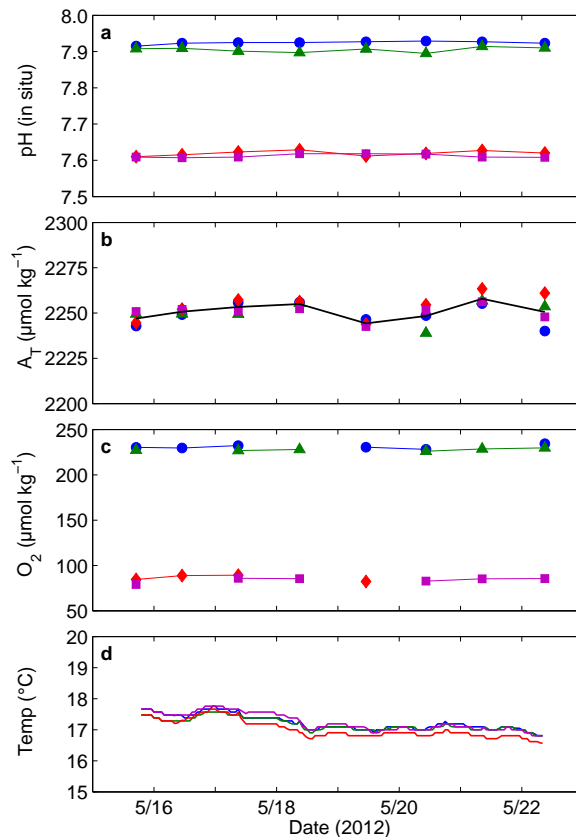 a
pH (in situ)
8
7.9
7.8
7.7
7.6
7.5
b
A_T (µmol kg⁻¹)
2300
2275
2250
2225
2200
c
O₂ (µmol kg⁻¹)
250
200
150
100
50
d
Temp (°C)
20
19
18
17
16
15
5/16 5/18 5/20 5/22
Date (2012)